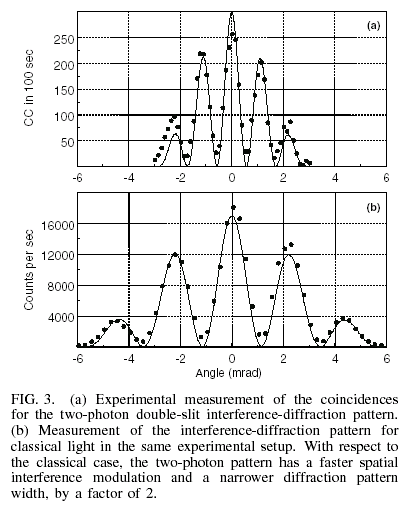 (a)
CC in 100 sec
250
200
150
100
50
-6 -4 -2 0 2 4 6
(b)
Counts per sec
16000
12000
8000
4000
-6 -4 -2 0 2 4 6
Angle (mrad)
FIG. 3. (a) Experimental measurement of the coincidences
for the two-photon double-slit interference-diffraction pattern.
(b) Measurement of the interference-diffraction pattern for
classical light in the same experimental setup. With respect to
the classical case, the two-photon pattern has a faster spatial
interference modulation and a narrower diffraction pattern
width, by a factor of 2.